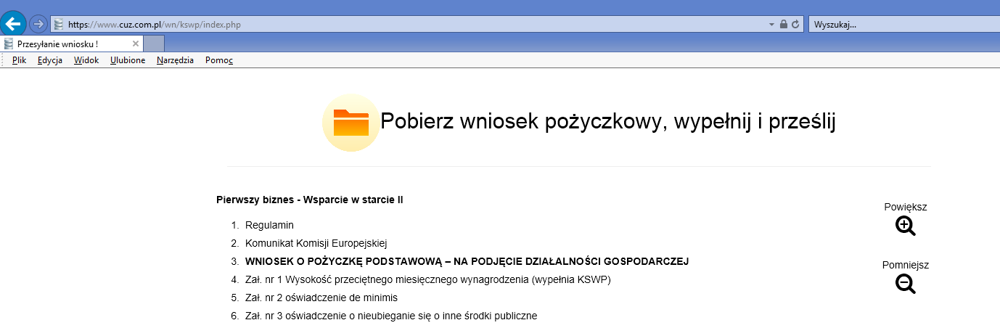 https://www.cuz.com.pl/wn/kswp/index.php
Wyszukaj...
Przesyłanie wniosku !
Plik Edycja Widok Ulubione Narzędzia Pomoc
Pobierz wniosek pożyczkowy, wypełnij i prześlij
Pierwszy biznes - Wsparcie w starcie II
Powiększ
1. Regulamin
2. Komunikat Komisji Europejskiej
3. WNIOSEK O POŻYCZKĘ PODSTAWOWĄ – NA PODJĘCIE DZIAŁALNOŚCI GOSPODARCZEJ
Pomniejsz
4. Zał. nr 1 Wysokość przeciętnego miesięcznego wynagrodzenia (wypełnia KSWP)
5. Zał. nr 2 oświadczenie de minimis
6. Zał. nr 3 oświadczenie o nieubieganie się o inne środki publiczne